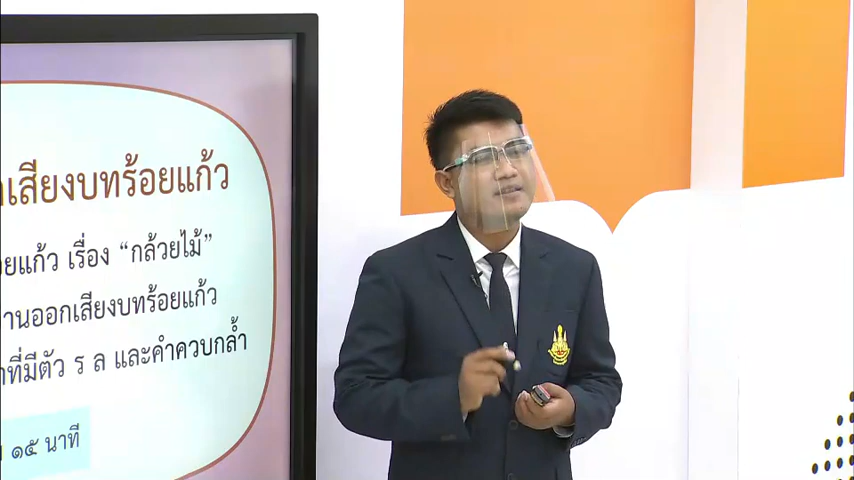 เสียงบทร้อยแก้ว
ร้อยแก้ว เรื่อง “กล้วยไม้”
านออกเสียงบทร้อยแก้ว
ที่มีตัว ร ล และคำควบกล้ำ
๑๕ นาที